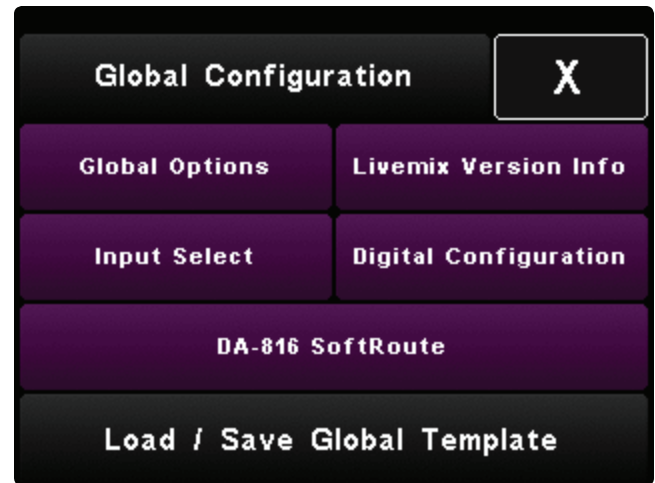 Global Configuration
X
Global Options
Livemix Version Info
Input Select
Digital Configuration
DA-816 SoftRoute
Load / Save Global Template